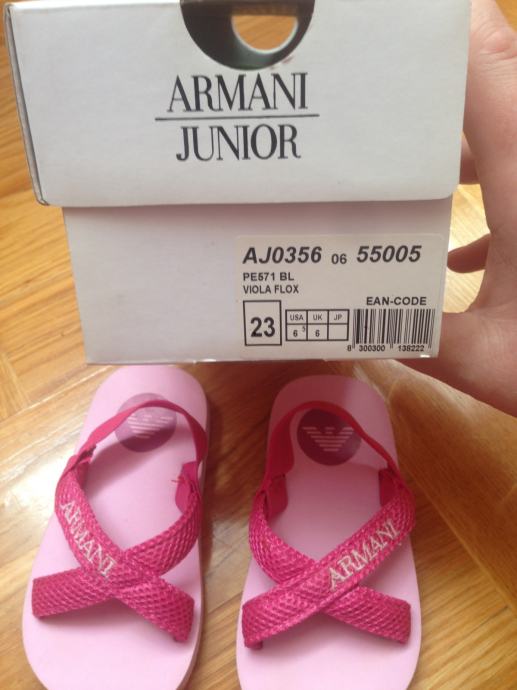 ARMANI
JUNIOR
AJ0356 06 55005
PE571 BL
VIOLA FLOX
EAN-CODE
23
USA UK JP
6 5 6
8 300300 138222
ARMANI
ARMANI